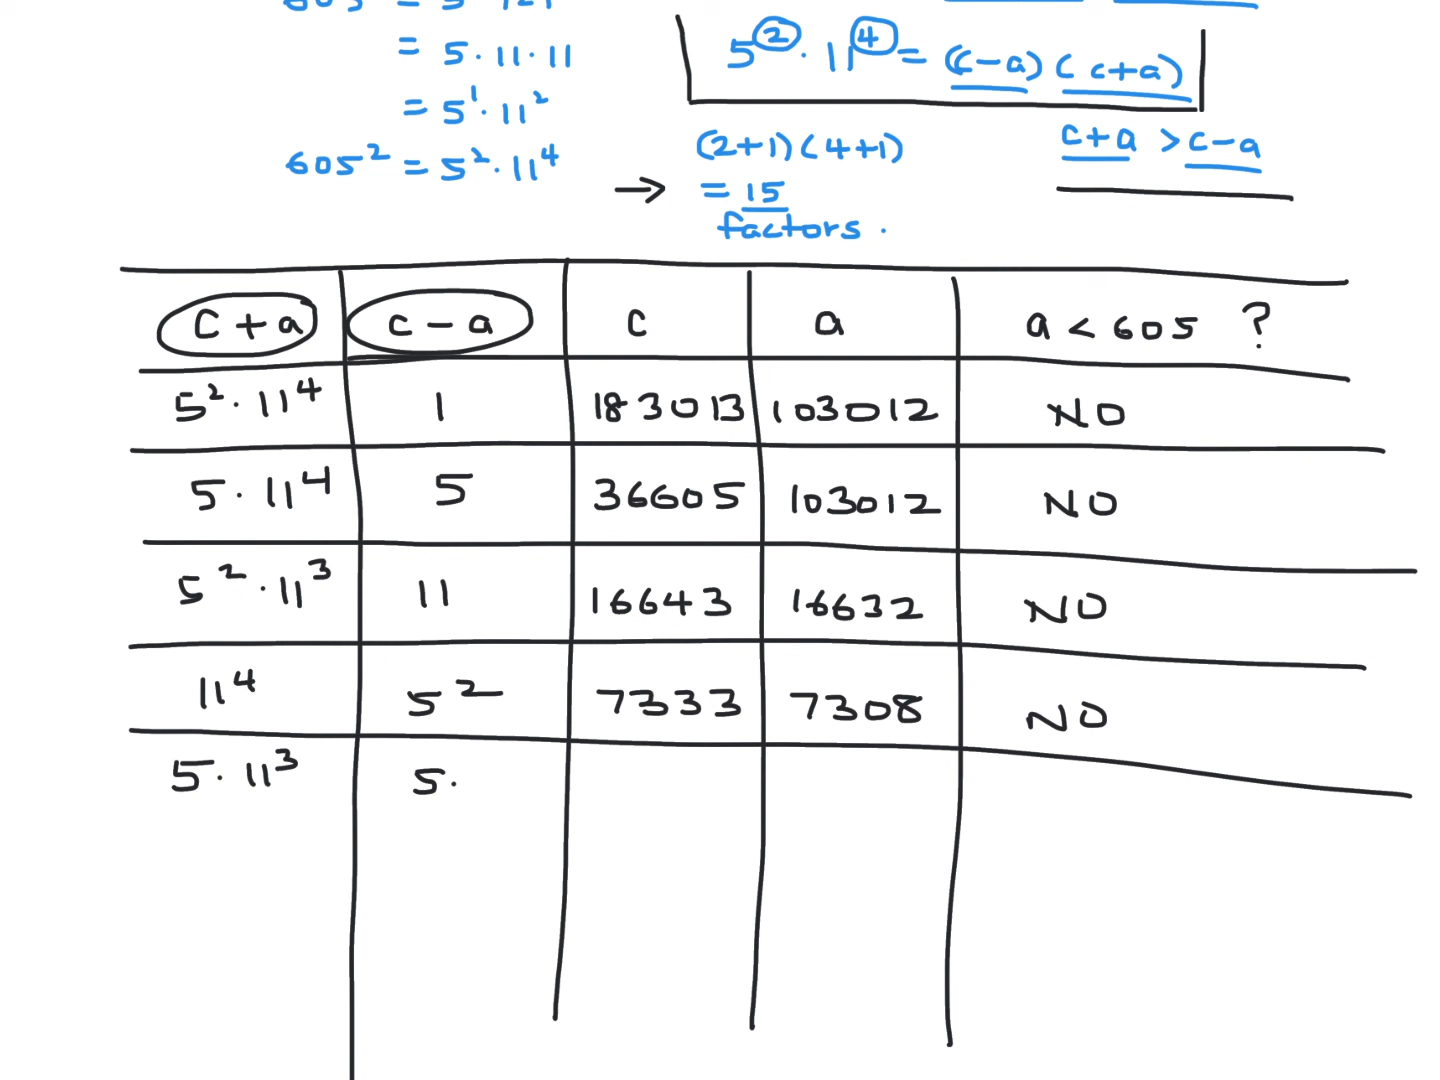 = 5 · 11 · 11
= 5¹ · 11²
605² = 5² · 11⁴
5² · 11⁴ = (c-a) (c+a)
(2+1)(4+1)
→ = 15
factors.
c+a > c-a
c + a c - a c a a < 605 ?
5² · 11⁴ 1 183013 103012 NO
5 · 11⁴ 5 36605 103012 NO
5² · 11³ 11 16643 16632 NO
11⁴ 5² 7333 7308 NO
5 · 11³ 5 ·